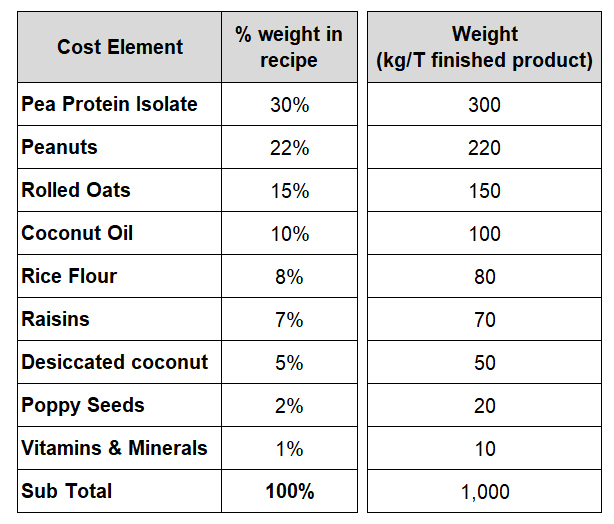 Cost Element % weight in recipe Weight (kg/T finished product)
Pea Protein Isolate 30% 300
Peanuts 22% 220
Rolled Oats 15% 150
Coconut Oil 10% 100
Rice Flour 8% 80
Raisins 7% 70
Desiccated coconut 5% 50
Poppy Seeds 2% 20
Vitamins & Minerals 1% 10
Sub Total 100% 1,000